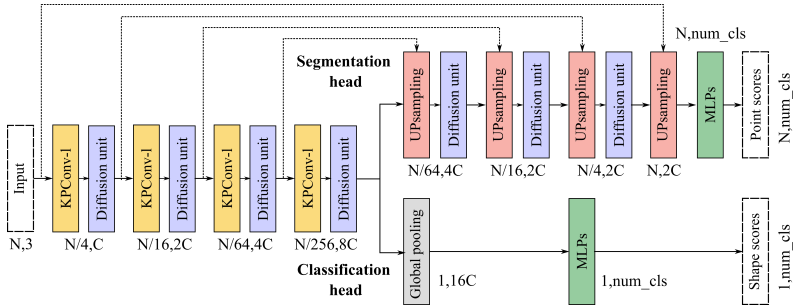 N,num_cls
Segmentation
head
UPsampling
Diffusion unit
UPsampling
Diffusion unit
UPsampling
Diffusion unit
UPsampling
MLPs
Point scores
N,num_cls
N/64,4C
N/16,2C
N/4,2C
N,2C
Input
KPConv-l
Diffusion unit
KPConv-l
Diffusion unit
KPConv-l
Diffusion unit
KPConv-l
Diffusion unit
N,3
N/4,C
N/16,2C
N/64,4C
N/256,8C
Classification
head
Global pooling
1,16C
MLPs
1,num_cls
Shape scores
1,num_cls